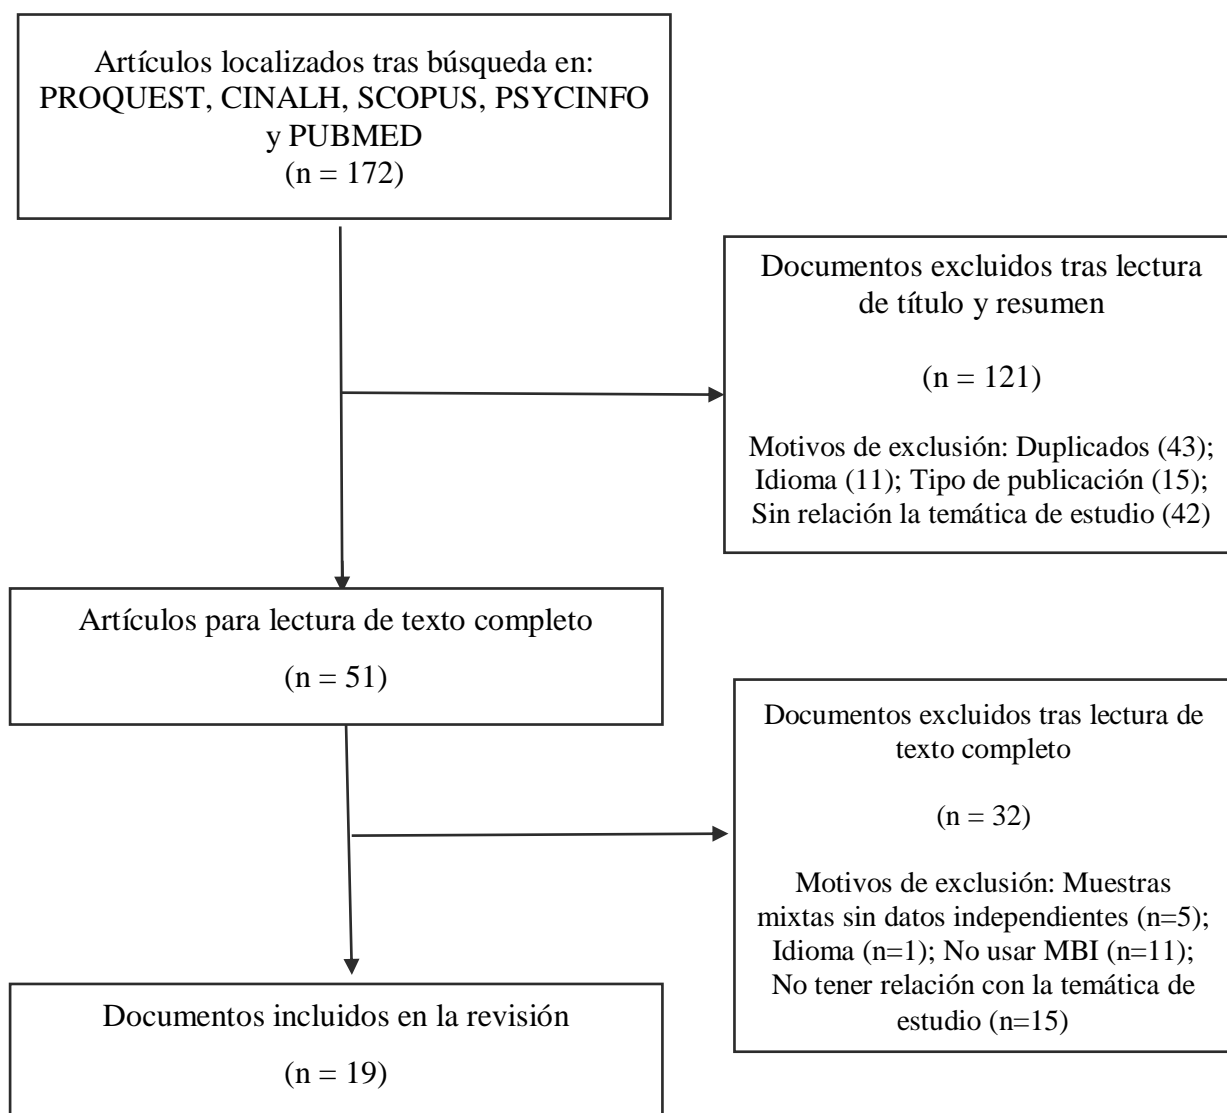 Artículos localizados tras búsqueda en:
PROQUEST, CINALH, SCOPUS, PSYCINFO
y PUBMED
(n = 172)
Documentos excluidos tras lectura
de título y resumen
(n = 121)
Motivos de exclusión: Duplicados (43);
Idioma (11); Tipo de publicación (15);
Sin relación la temática de estudio (42)
Artículos para lectura de texto completo
(n = 51)
Documentos excluidos tras lectura de
texto completo
(n = 32)
Motivos de exclusión: Muestras
mixtas sin datos independientes (n=5);
Idioma (n=1); No usar MBI (n=11);
No tener relación con la temática de
estudio (n=15)
Documentos incluidos en la revisión
(n = 19)